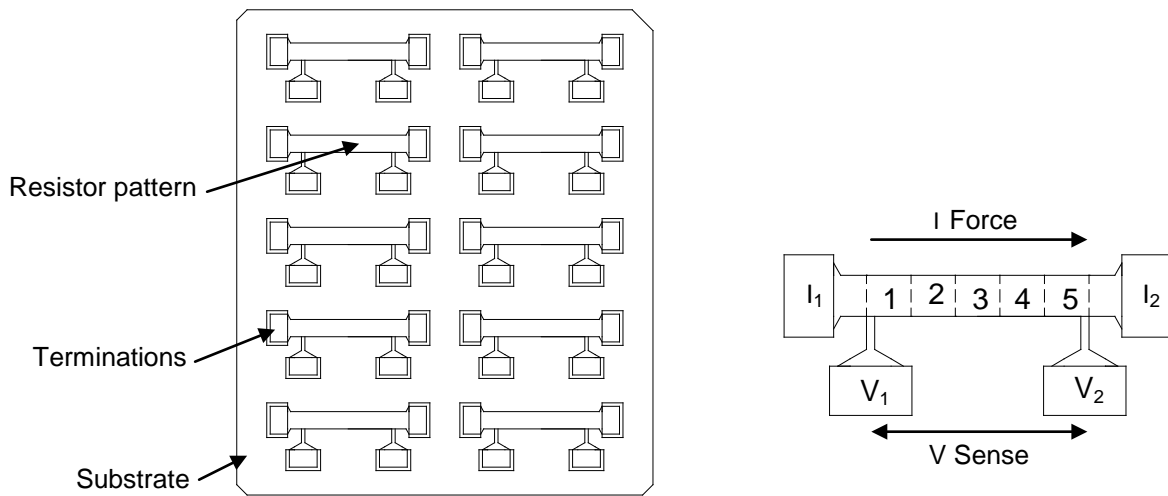 Resistor pattern
Terminations
Substrate
I Force
I₁ 1 2 3 4 5 I₂
V₁ V₂
V Sense